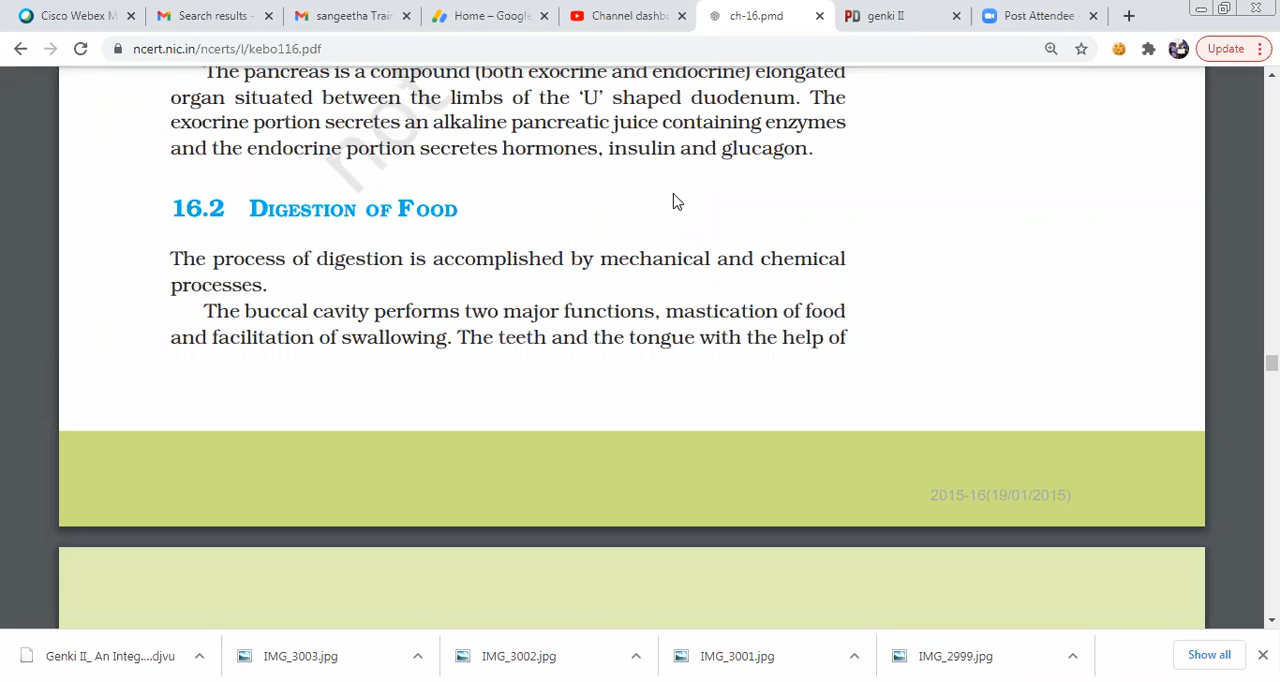 Cisco Webex M
Search results -
sangeetha Trai
Home – Google
Channel dashb
ch-16.pmd
PD genki II
Post Attendee -
ncert.nic.in/ncerts/l/kebo116.pdf
Update
The pancreas is a compound (both exocrine and endocrine) elongated
organ situated between the limbs of the ‘U’ shaped duodenum. The
exocrine portion secretes an alkaline pancreatic juice containing enzymes
and the endocrine portion secretes hormones, insulin and glucagon.
not
16.2 DIGESTION OF FOOD
The process of digestion is accomplished by mechanical and chemical
processes.
The buccal cavity performs two major functions, mastication of food
and facilitation of swallowing. The teeth and the tongue with the help of
2015-16(19/01/2015)
Genki II_ An Integ....djvu
IMG_3003.jpg
IMG_3002.jpg
IMG_3001.jpg
IMG_2999.jpg
Show all